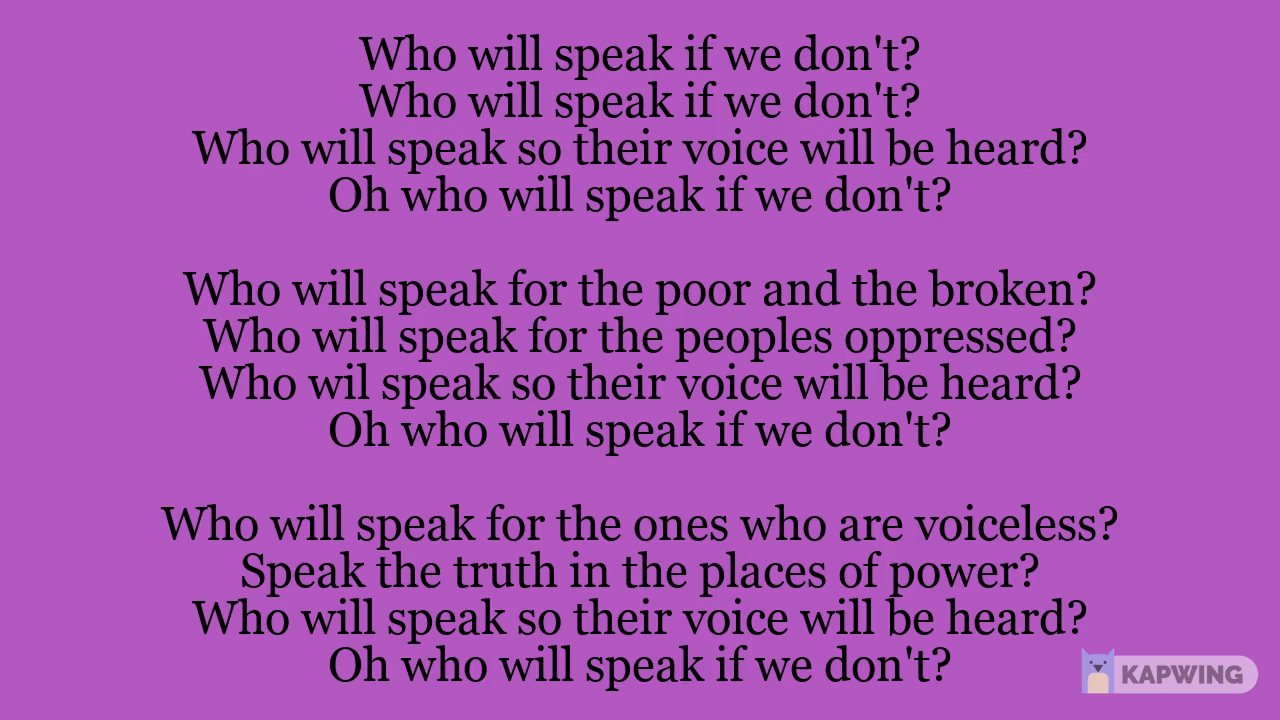 Who will speak if we don't?
Who will speak if we don't?
Who will speak so their voice will be heard?
Oh who will speak if we don't?
Who will speak for the poor and the broken?
Who will speak for the peoples oppressed?
Who wil speak so their voice will be heard?
Oh who will speak if we don't?
Who will speak for the ones who are voiceless?
Speak the truth in the places of power?
Who will speak so their voice will be heard?
Oh who will speak if we don't?
KAPWING